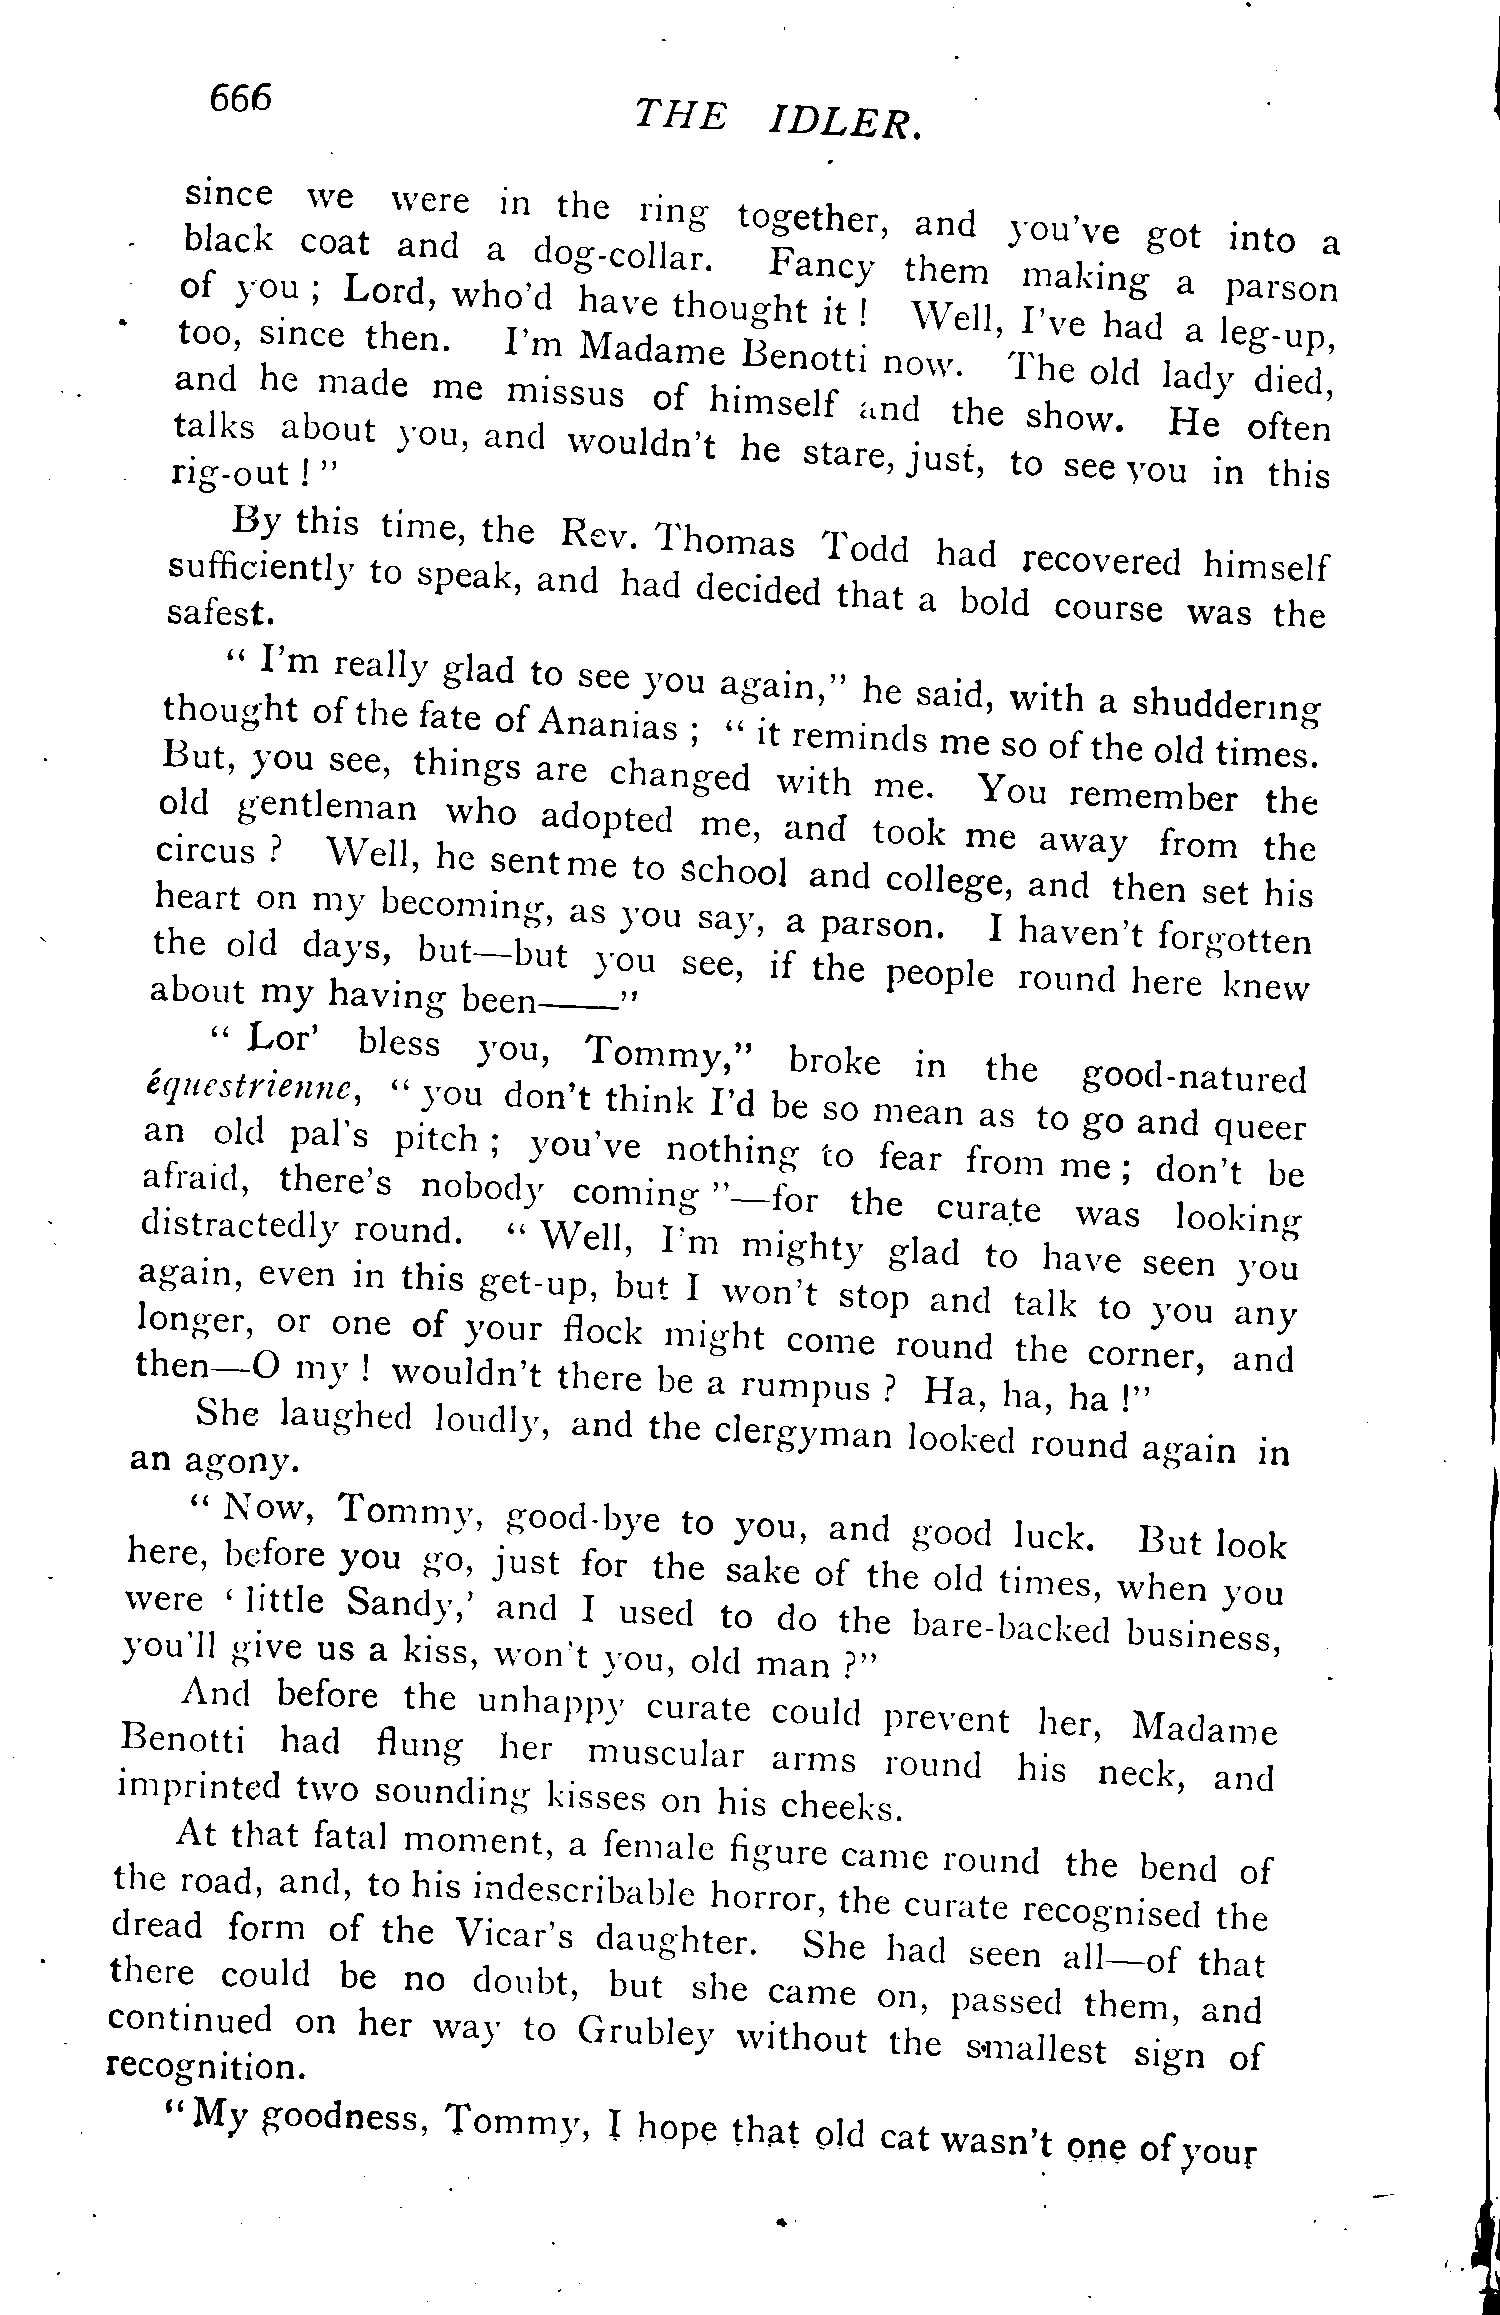 666
THE IDLER.
since we were in the ring together, and you've got into a
black coat and a dog-collar. Fancy them making a parson
of you ; Lord, who'd have thought it ! Well, I've had a leg-up,
too, since then. I'm Madame Benotti now. The old lady died,
and he made me missus of himself and the show. He often
talks about you, and wouldn't he stare, just, to see you in this
rig-out ! "
By this time, the Rev. Thomas Todd had recovered himself
sufficiently to speak, and had decided that a bold course was the
safest.
" I'm really glad to see you again," he said, with a shuddering
thought of the fate of Ananias ; " it reminds me so of the old times.
But, you see, things are changed with me. You remember the
old gentleman who adopted me, and took me away from the
circus ? Well, he sent me to school and college, and then set his
heart on my becoming, as you say, a parson. I haven't forgotten
the old days, but—but you see, if the people round here knew
about my having been——"
" Lor' bless you, Tommy," broke in the good-natured
équestrienne, " you don't think I'd be so mean as to go and queer
an old pal's pitch ; you've nothing to fear from me ; don't be
afraid, there's nobody coming "—for the curate was looking
distractedly round. " Well, I'm mighty glad to have seen you
again, even in this get-up, but I won't stop and talk to you any
longer, or one of your flock might come round the corner, and
then—O my ! wouldn't there be a rumpus ? Ha, ha, ha !"
She laughed loudly, and the clergyman looked round again in
an agony.
" Now, Tommy, good-bye to you, and good luck. But look
here, before you go, just for the sake of the old times, when you
were ' little Sandy,' and I used to do the bare-backed business,
you'll give us a kiss, won't you, old man ?"
And before the unhappy curate could prevent her, Madame
Benotti had flung her muscular arms round his neck, and
imprinted two sounding kisses on his cheeks.
At that fatal moment, a female figure came round the bend of
the road, and, to his indescribable horror, the curate recognised the
dread form of the Vicar's daughter. She had seen all—of that
there could be no doubt, but she came on, passed them, and
continued on her way to Grubley without the smallest sign of
recognition.
" My goodness, Tommy, I hope that old cat wasn't one of your